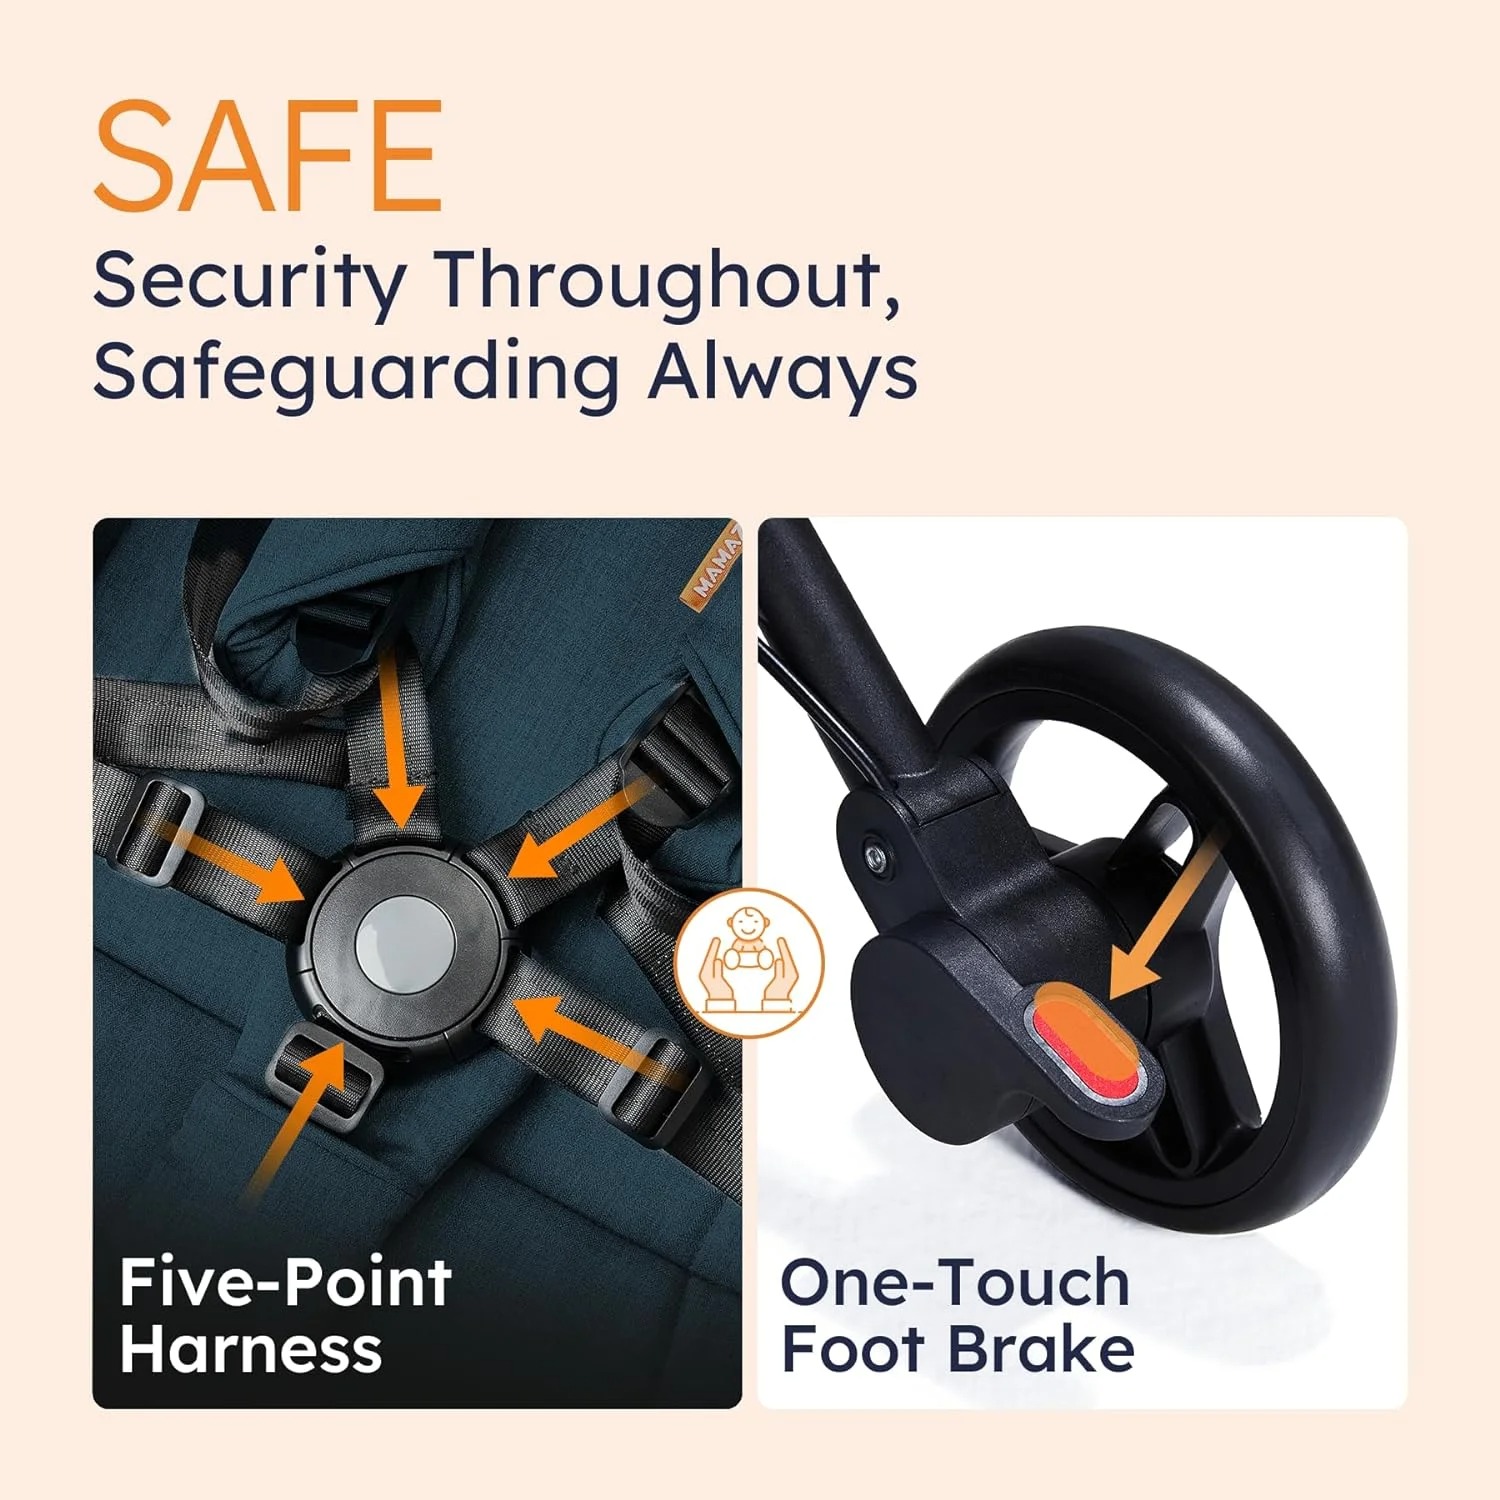 SAFE
Security Throughout,
Safeguarding Always
Five-Point
Harness
One-Touch
Foot Brake